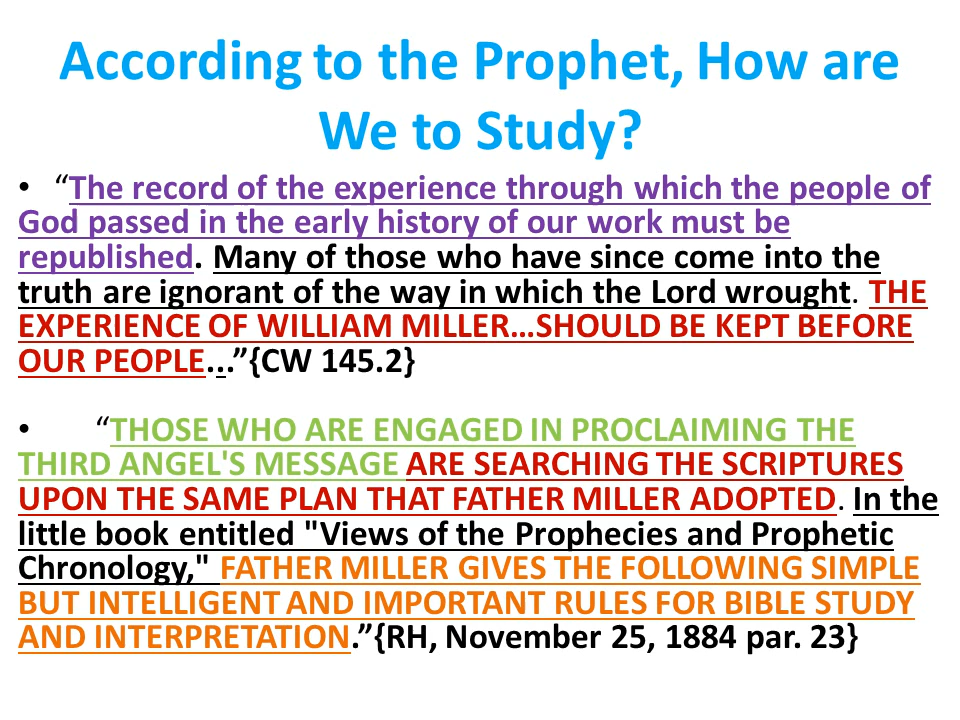 According to the Prophet, How are
We to Study?
• “The record of the experience through which the people of
God passed in the early history of our work must be
republished. Many of those who have since come into the
truth are ignorant of the way in which the Lord wrought. THE
EXPERIENCE OF WILLIAM MILLER…SHOULD BE KEPT BEFORE
OUR PEOPLE...”{CW 145.2}
• “THOSE WHO ARE ENGAGED IN PROCLAIMING THE
THIRD ANGEL'S MESSAGE ARE SEARCHING THE SCRIPTURES
UPON THE SAME PLAN THAT FATHER MILLER ADOPTED. In the
little book entitled "Views of the Prophecies and Prophetic
Chronology," FATHER MILLER GIVES THE FOLLOWING SIMPLE
BUT INTELLIGENT AND IMPORTANT RULES FOR BIBLE STUDY
AND INTERPRETATION.”{RH, November 25, 1884 par. 23}